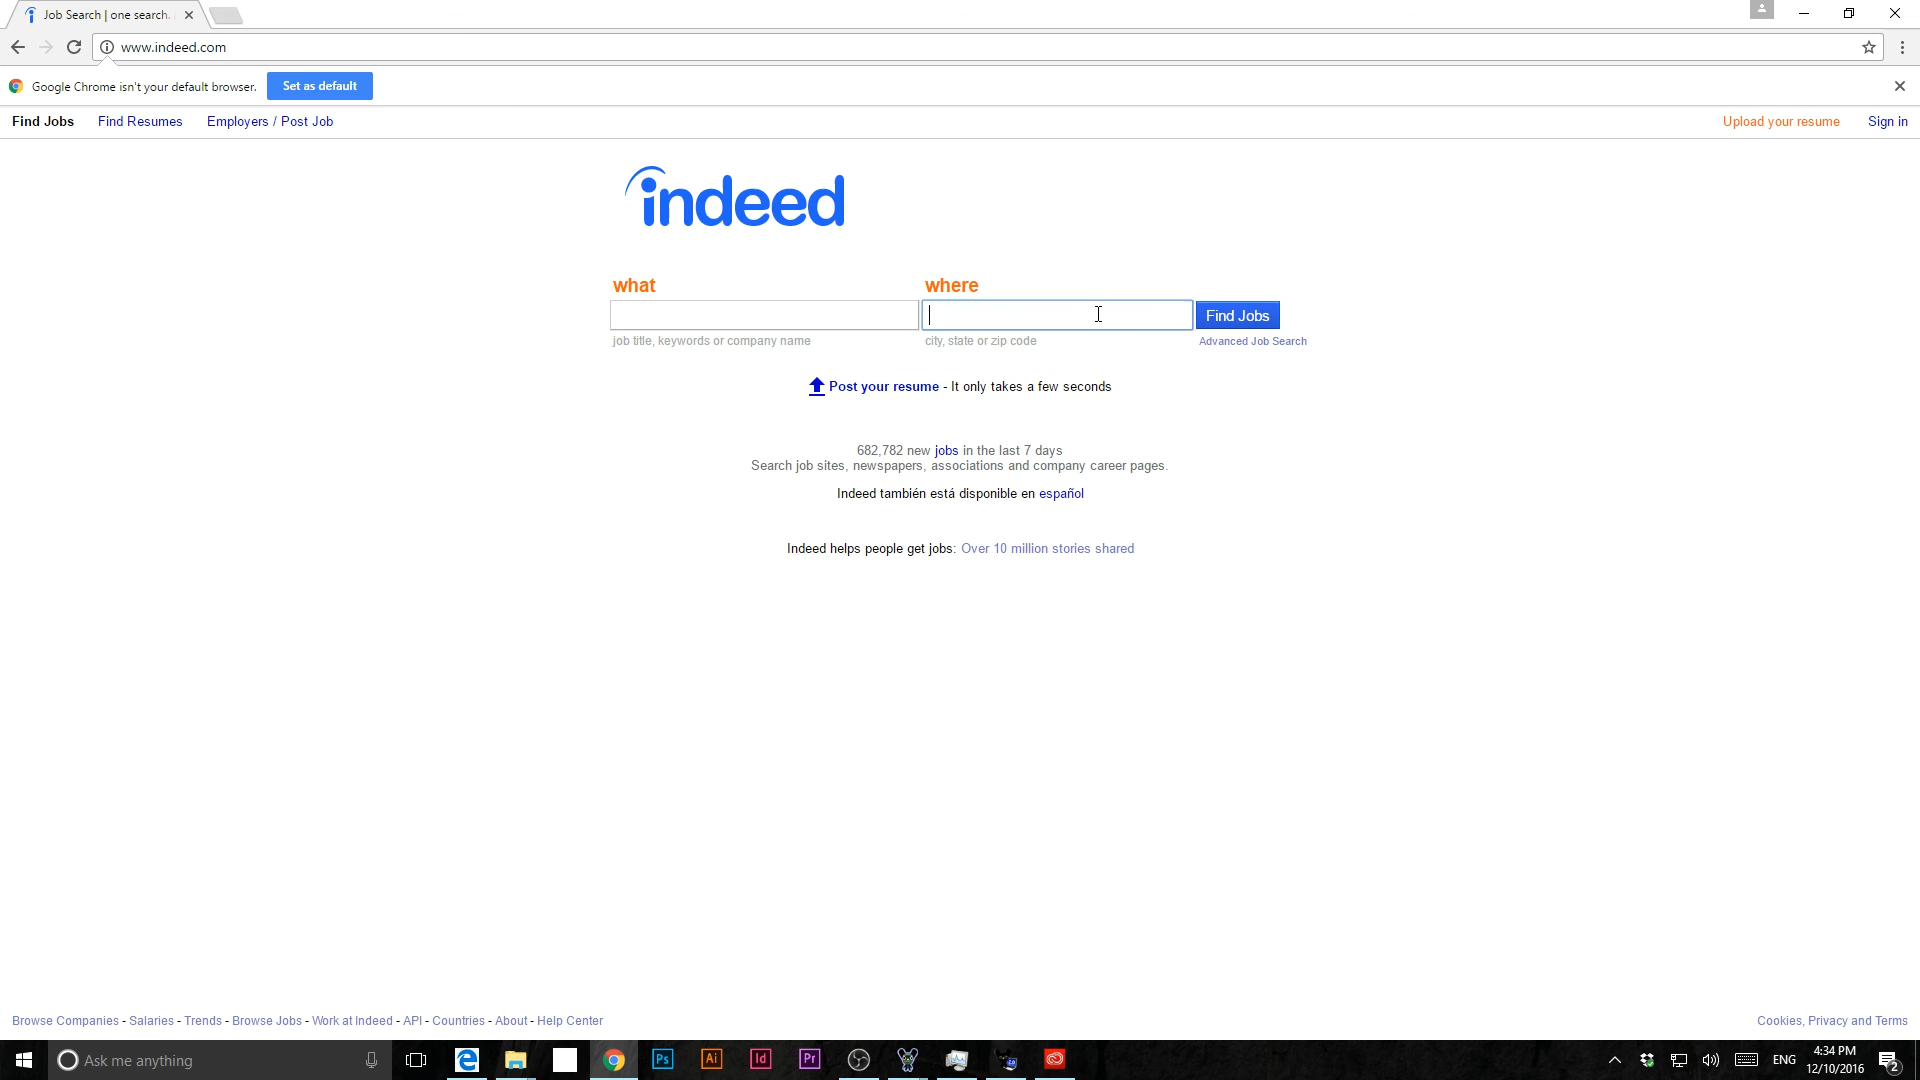 Job Search | one search.
www.indeed.com
Google Chrome isn't your default browser. Set as default
Find Jobs Find Resumes Employers / Post Job Upload your resume Sign in
indeed
what where
Find Jobs
job title, keywords or company name city, state or zip code Advanced Job Search
Post your resume - It only takes a few seconds
682,782 new jobs in the last 7 days
Search job sites, newspapers, associations and company career pages.
Indeed también está disponible en español
Indeed helps people get jobs: Over 10 million stories shared
Browse Companies - Salaries - Trends - Browse Jobs - Work at Indeed - API - Countries - About - Help Center Cookies, Privacy and Terms
Ask me anything Ps Ai Id Pr ENG 4:34 PM
12/10/2016 2